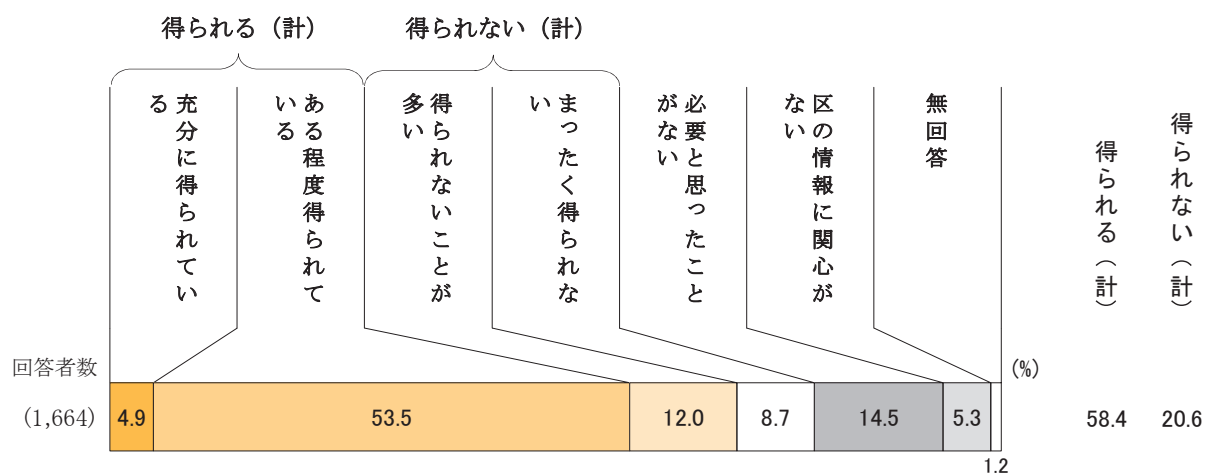 得られる（計）
得られない（計）
充分に得られてい
る
ある程度得られて
いる
得られないことが
多い
まったく得られな
い
必要と思ったこと
がない
区の情報に関心が
ない
無回答
得られる（計）
得られない（計）
回答者数
(%)
(1,664)
4.9
53.5
12.0
8.7
14.5
5.3
1.2
58.4
20.6